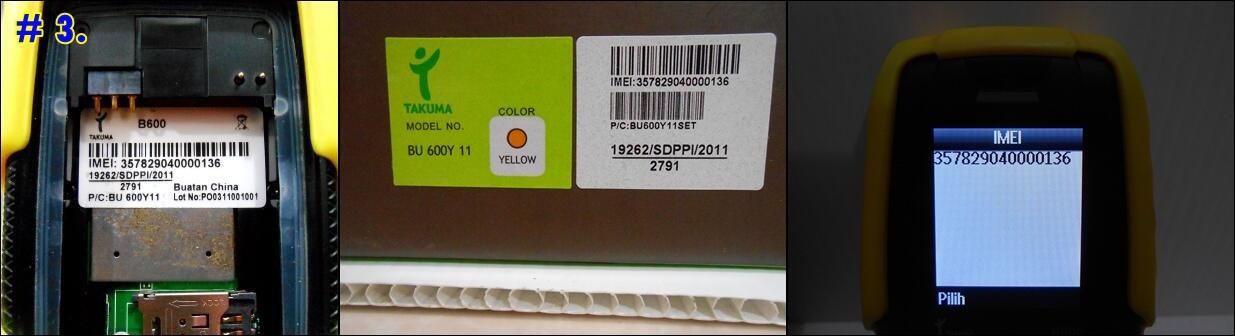 # 3.
TAKUMA
B600
IMEI: 357829040000136
19262/SDPPI/2011
2791
Buatan China
P/C:BU 600Y11
Lot No:PO0311001001
LOCK
TAKUMA
MODEL NO.
BU 600Y 11
COLOR
YELLOW
IMEI:357829040000136
P/C:BU600Y11SET
19262/SDPPI/2011
2791
IMEI
357829040000136
Pilih